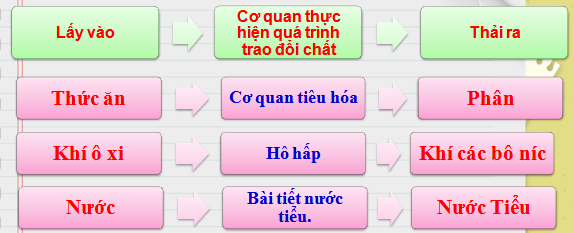 Lấy vào
Cơ quan thực
hiện quá trình
trao đổi chất
Thải ra
Thức ăn
Cơ quan tiêu hóa
Phân
Khí ô xi
Hô hấp
Khí các bô níc
Nước
Bài tiết nước
tiểu.
Nước Tiểu